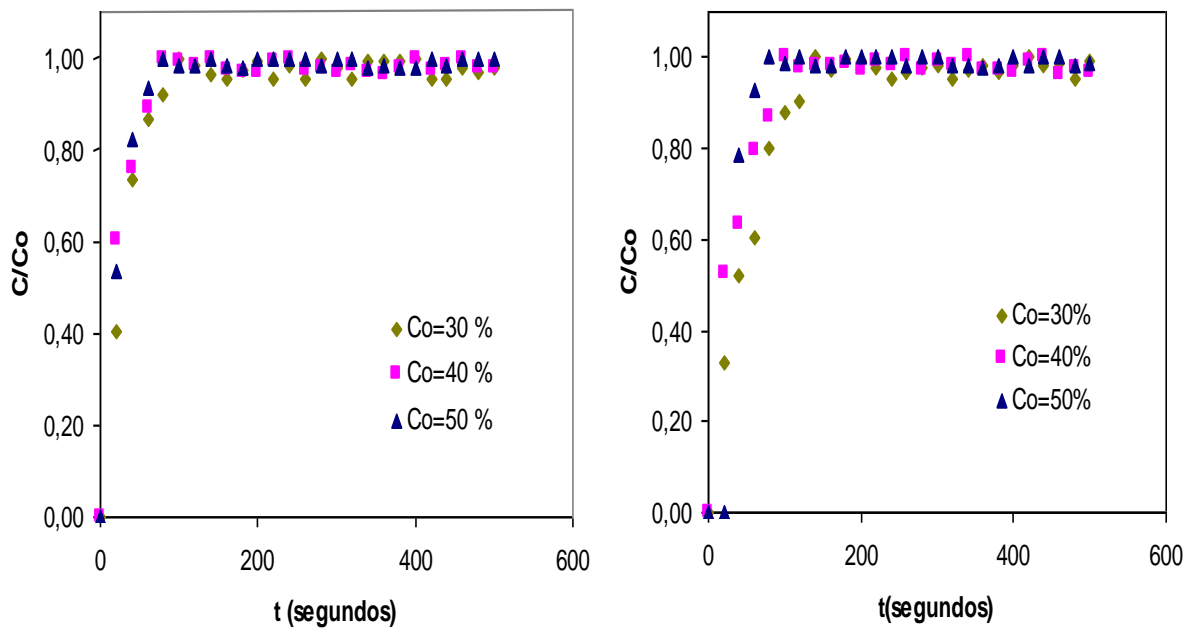 1,00
0,80
0,60
0,40
0,20
0,00
C/Co
0
200
400
600
t (segundos)
Co=30 %
Co=40 %
Co=50 %
1,00
0,80
0,60
0,40
0,20
0,00
C/Co
0
200
400
600
t(segundos)
Co=30%
Co=40%
Co=50%